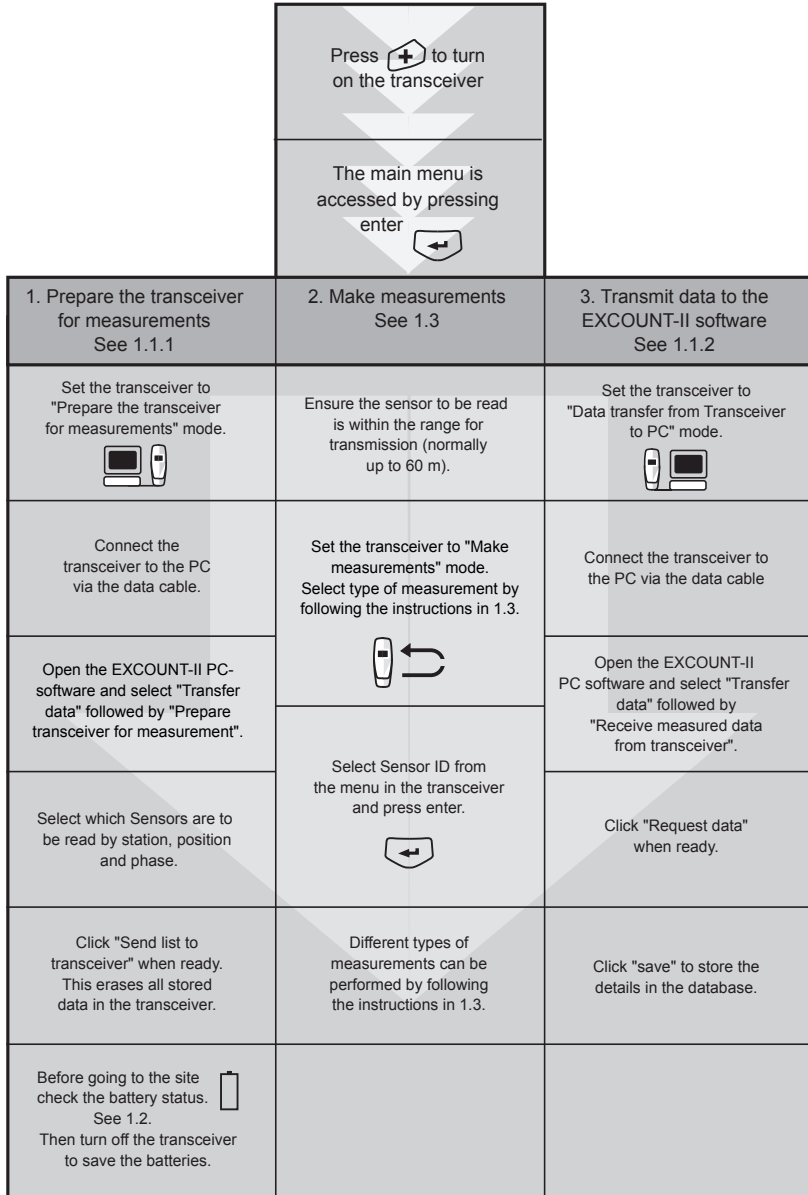 Press to turn
on the transceiver
The main menu is
accessed by pressing
enter
1. Prepare the transceiver
for measurements
See 1.1.1
Set the transceiver to
"Prepare the transceiver
for measurements" mode.
Connect the
transceiver to the PC
via the data cable.
Open the EXCOUNT-II PC-
software and select "Transfer
data" followed by "Prepare
transceiver for measurement".
Select which Sensors are to
be read by station, position
and phase.
Click "Send list to
transceiver" when ready.
This erases all stored
data in the transceiver.
Before going to the site
check the battery status.
See 1.2.
Then turn off the transceiver
to save the batteries.
2. Make measurements
See 1.3
Ensure the sensor to be read
is within the range for
transmission (normally
up to 60 m).
Set the transceiver to "Make
measurements" mode.
Select type of measurement by
following the instructions in 1.3.
Select Sensor ID from
the menu in the transceiver
and press enter.
Different types of
measurements can be
performed by following
the instructions in 1.3.
3. Transmit data to the
EXCOUNT-II software
See 1.1.2
Set the transceiver to
"Data transfer from Transceiver
to PC" mode.
Connect the transceiver to
the PC via the data cable
Open the EXCOUNT-II
PC software and select "Transfer
data" followed by
"Receive measured data
from transceiver".
Click "Request data"
when ready.
Click "save" to store the
details in the database.